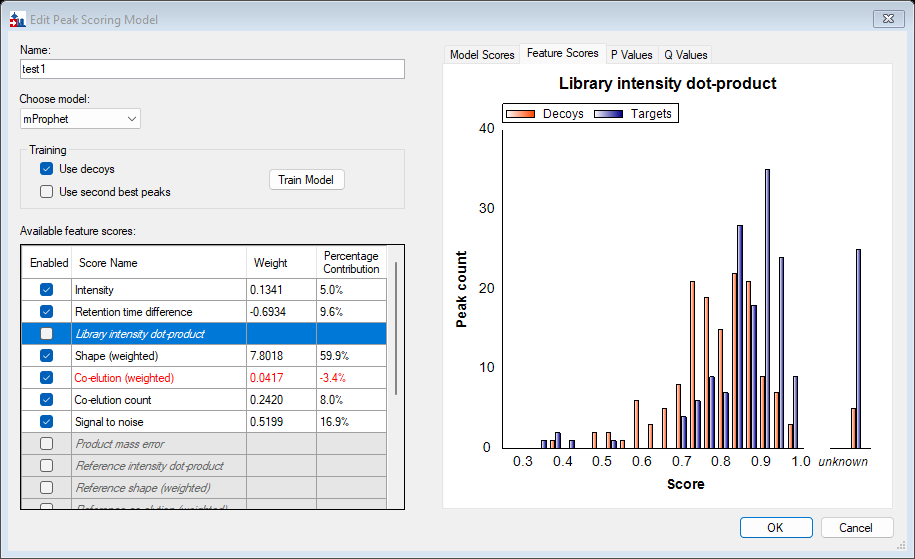 Edit Peak Scoring Model
Name:
test1
Choose model:
mProphet
Training
Use decoys
Use second best peaks
Train Model
Available feature scores:
Enabled Score Name Weight Percentage Contribution
Intensity 0.1341 5.0%
Retention time difference -0.6934 9.6%
Library intensity dot-product
Shape (weighted) 7.8018 59.9%
Co-elution (weighted) 0.0417 -3.4%
Co-elution count 0.2420 8.0%
Signal to noise 0.5199 16.9%
Product mass error
Reference intensity dot-product
Reference shape (weighted)
Reference co-elution (weighted)
Model Scores Feature Scores P Values Q Values
Library intensity dot-product
Decoys Targets
Peak count
40
30
20
10
0
0.3 0.4 0.5 0.6 0.7 0.8 0.9 1.0 unknown
Score
OK Cancel